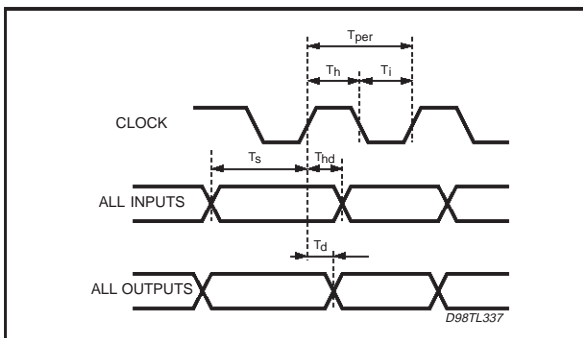 Tper
Th Ti
CLOCK
Ts Thd
ALL INPUTS
Td
ALL OUTPUTS
D98TL337